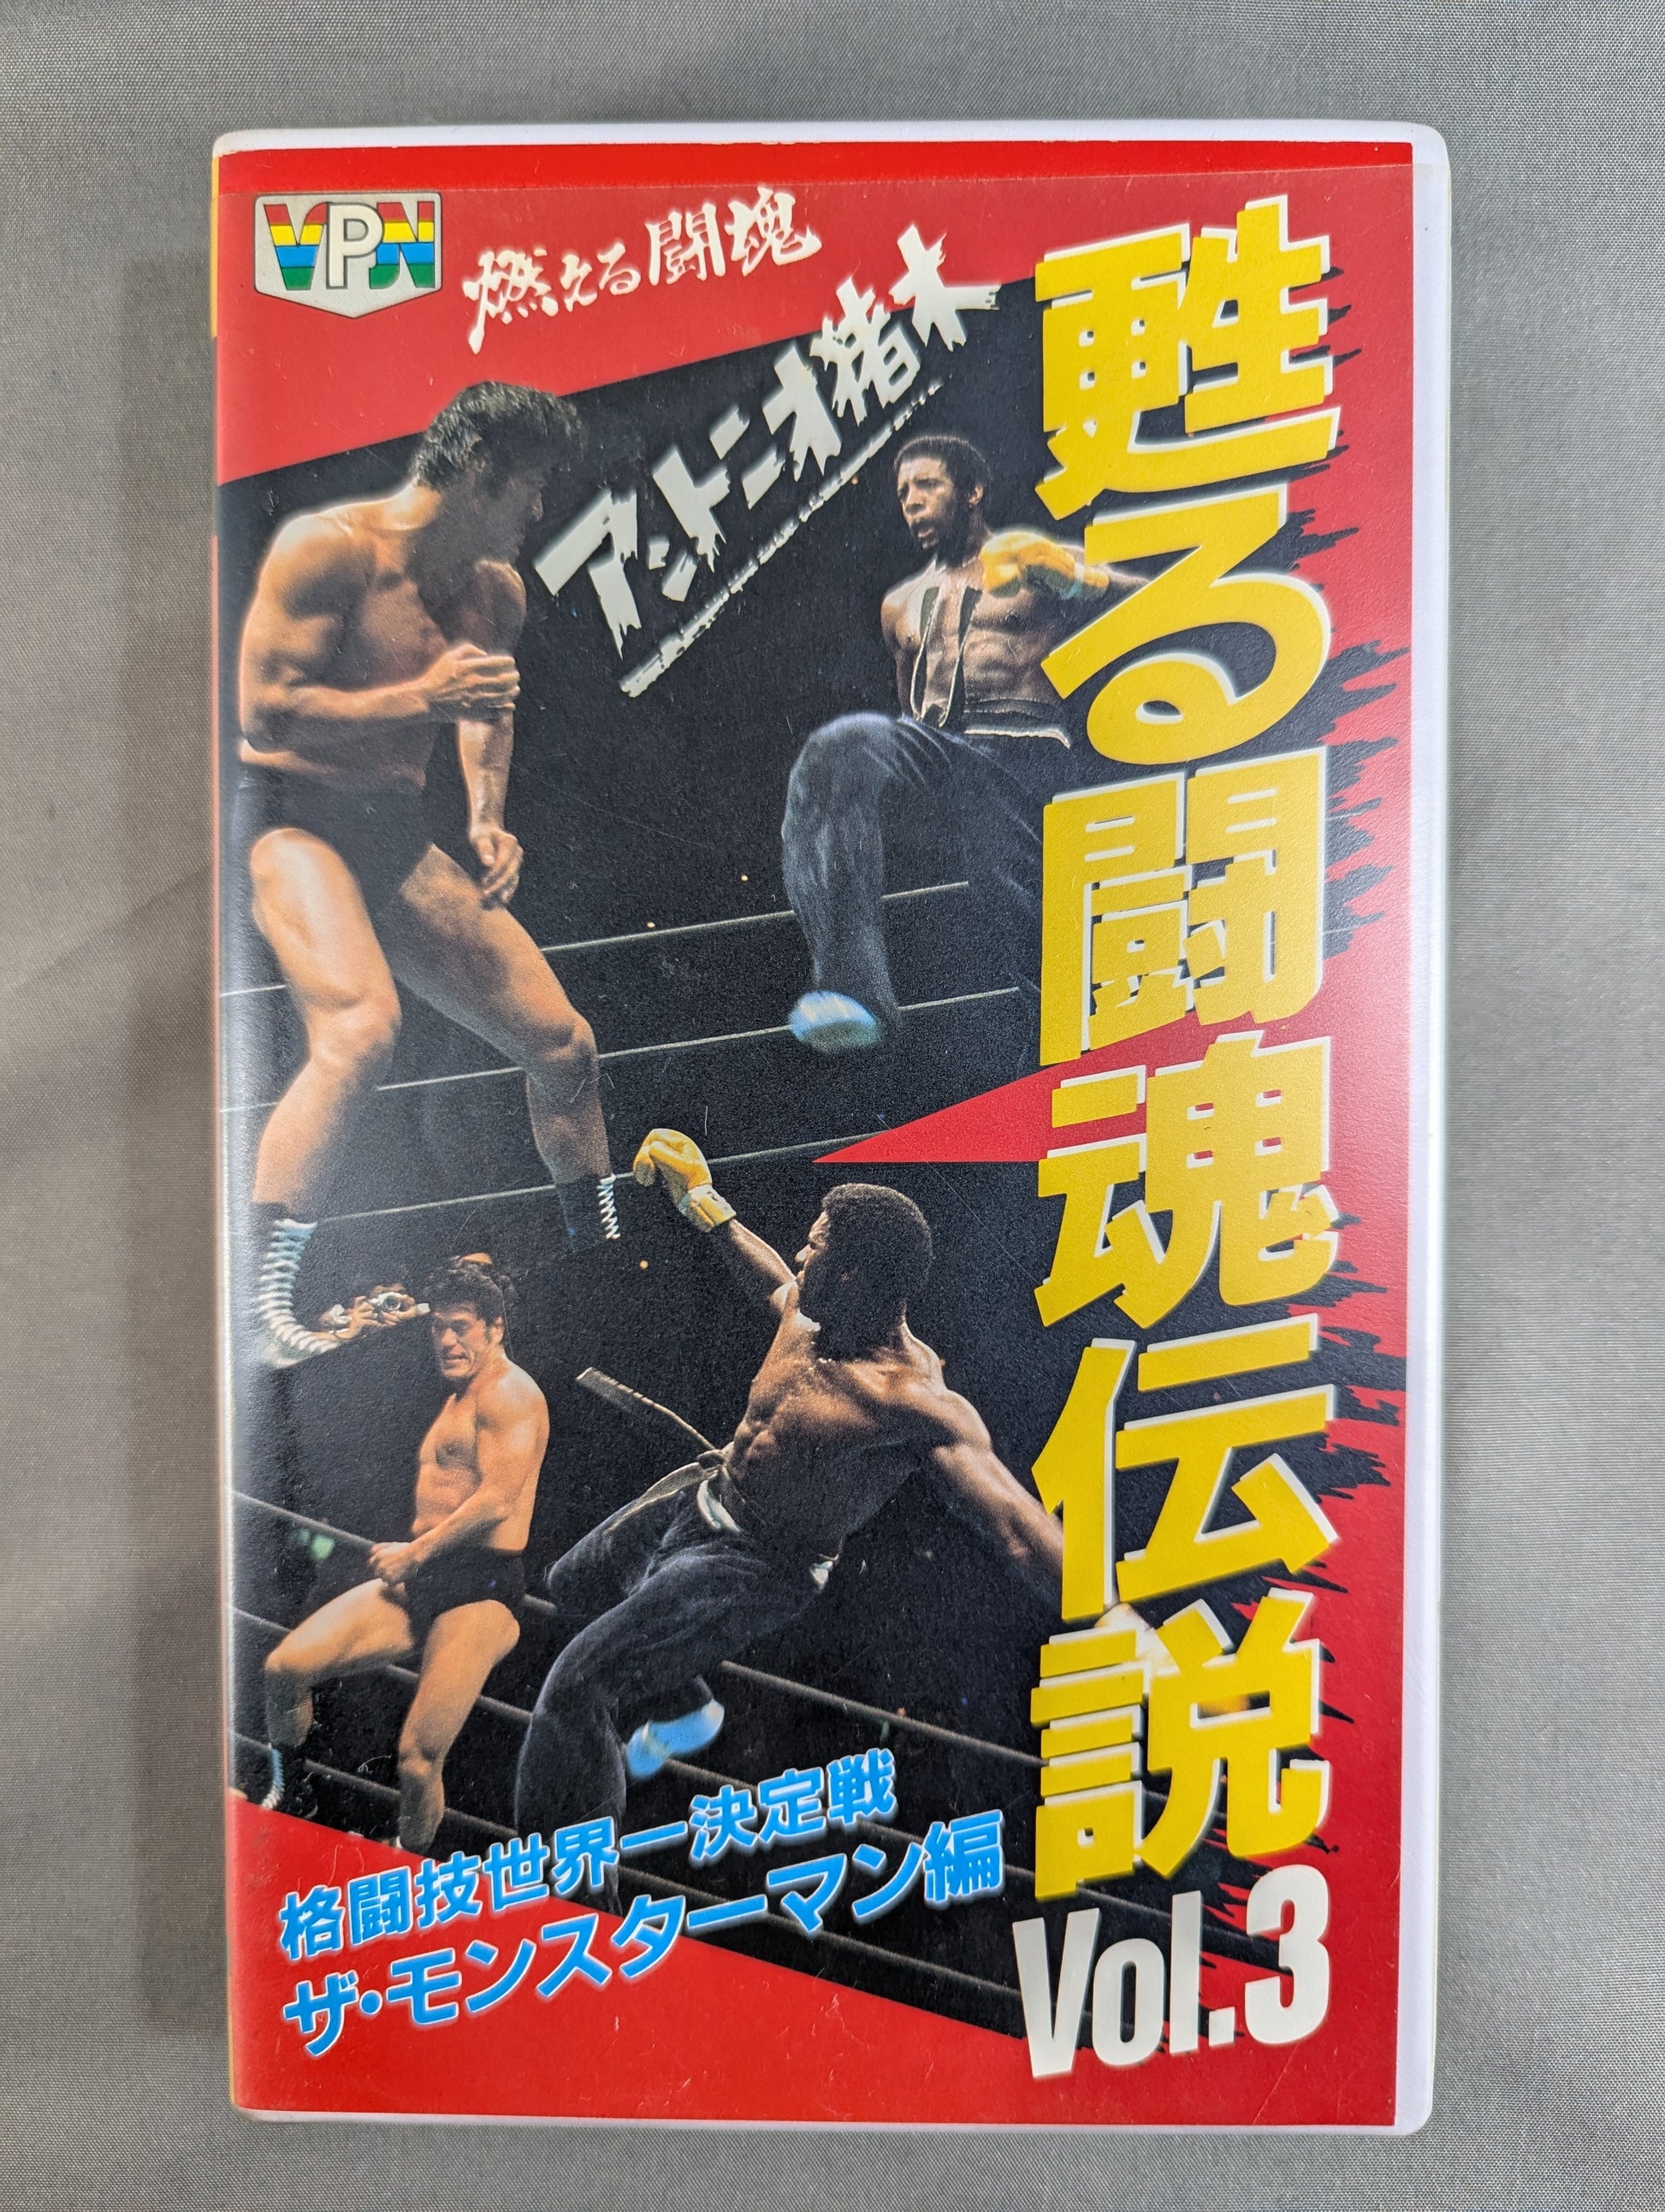 VPN
燃える闘魂
アントニオ猪木
甦る闘魂伝説
Vol.3
格闘技世界一決定戦
ザ・モンスターマン編